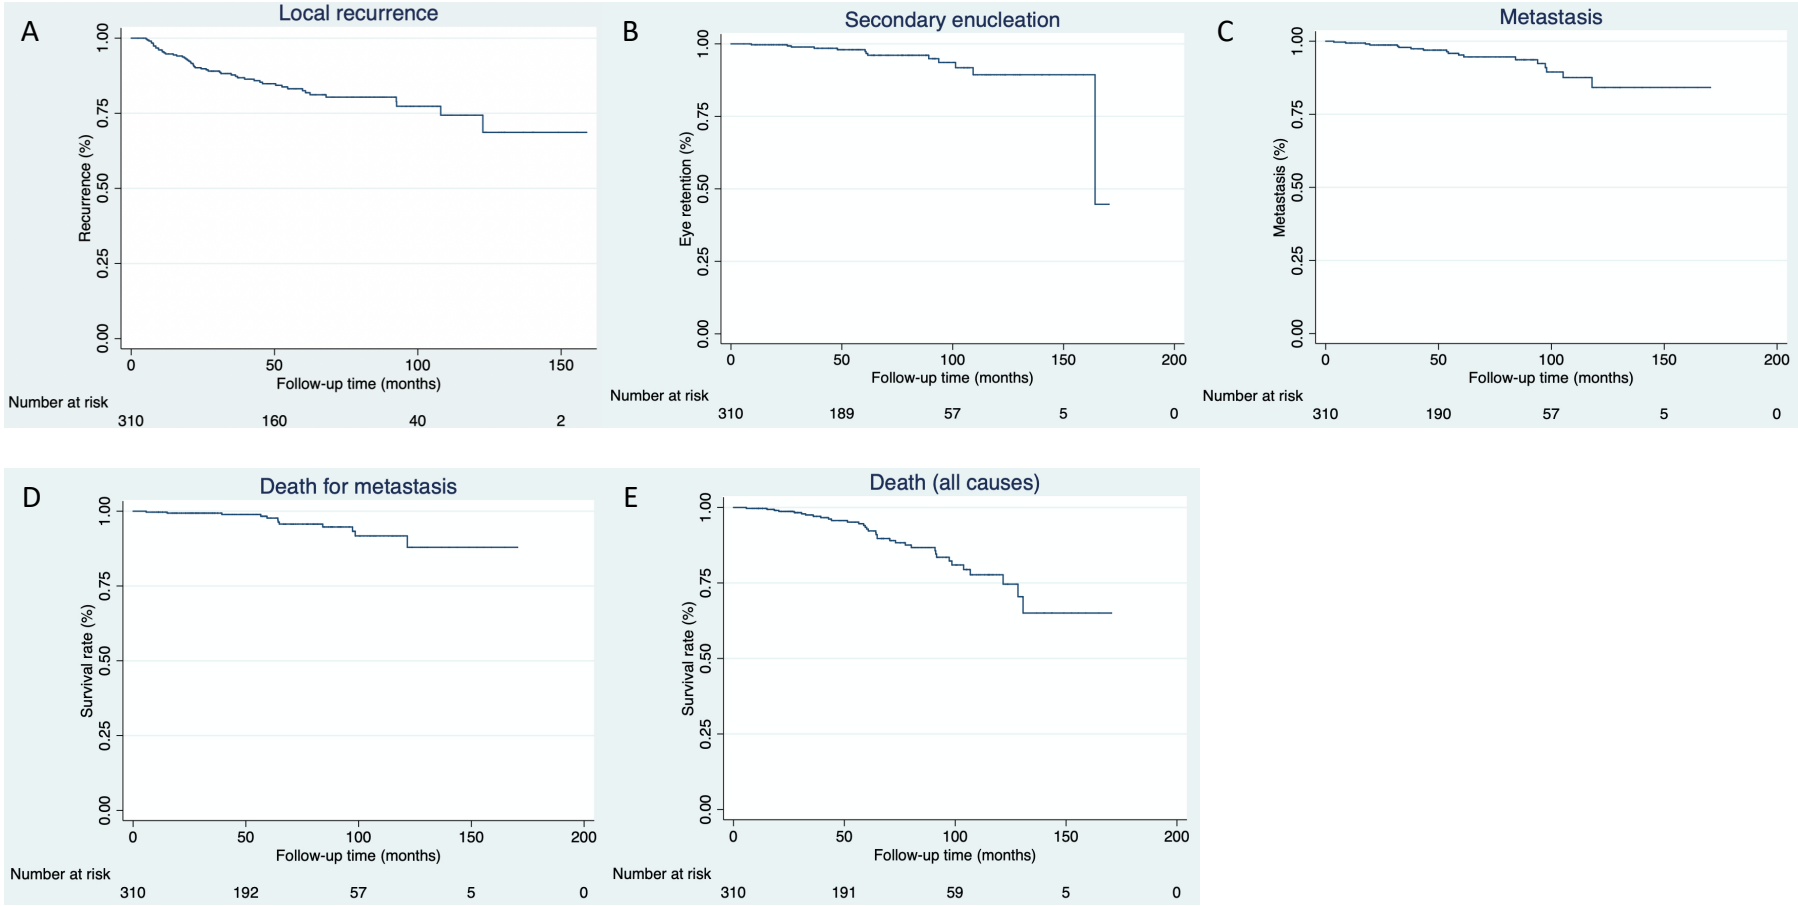 A
Local recurrence
Recurrence (%)
1.00
0.75
0.50
0.25
0.00
0 50 100 150
Follow-up time (months)
Number at risk
310 160 40 2
B
Secondary enucleation
Eye retention (%)
1.00
0.75
0.50
0.25
0.00
0 50 100 150 200
Follow-up time (months)
Number at risk
310 189 57 5 0
C
Metastasis
Metastasis (%)
1.00
0.75
0.50
0.25
0.00
0 50 100 150 200
Follow-up time (months)
Number at risk
310 190 57 5 0
D
Death for metastasis
Survival rate (%)
1.00
0.75
0.50
0.25
0.00
0 50 100 150 200
Follow-up time (months)
Number at risk
310 192 57 5 0
E
Death (all causes)
Survival rate (%)
1.00
0.75
0.50
0.25
0.00
0 50 100 150 200
Follow-up time (months)
Number at risk
310 191 59 5 0